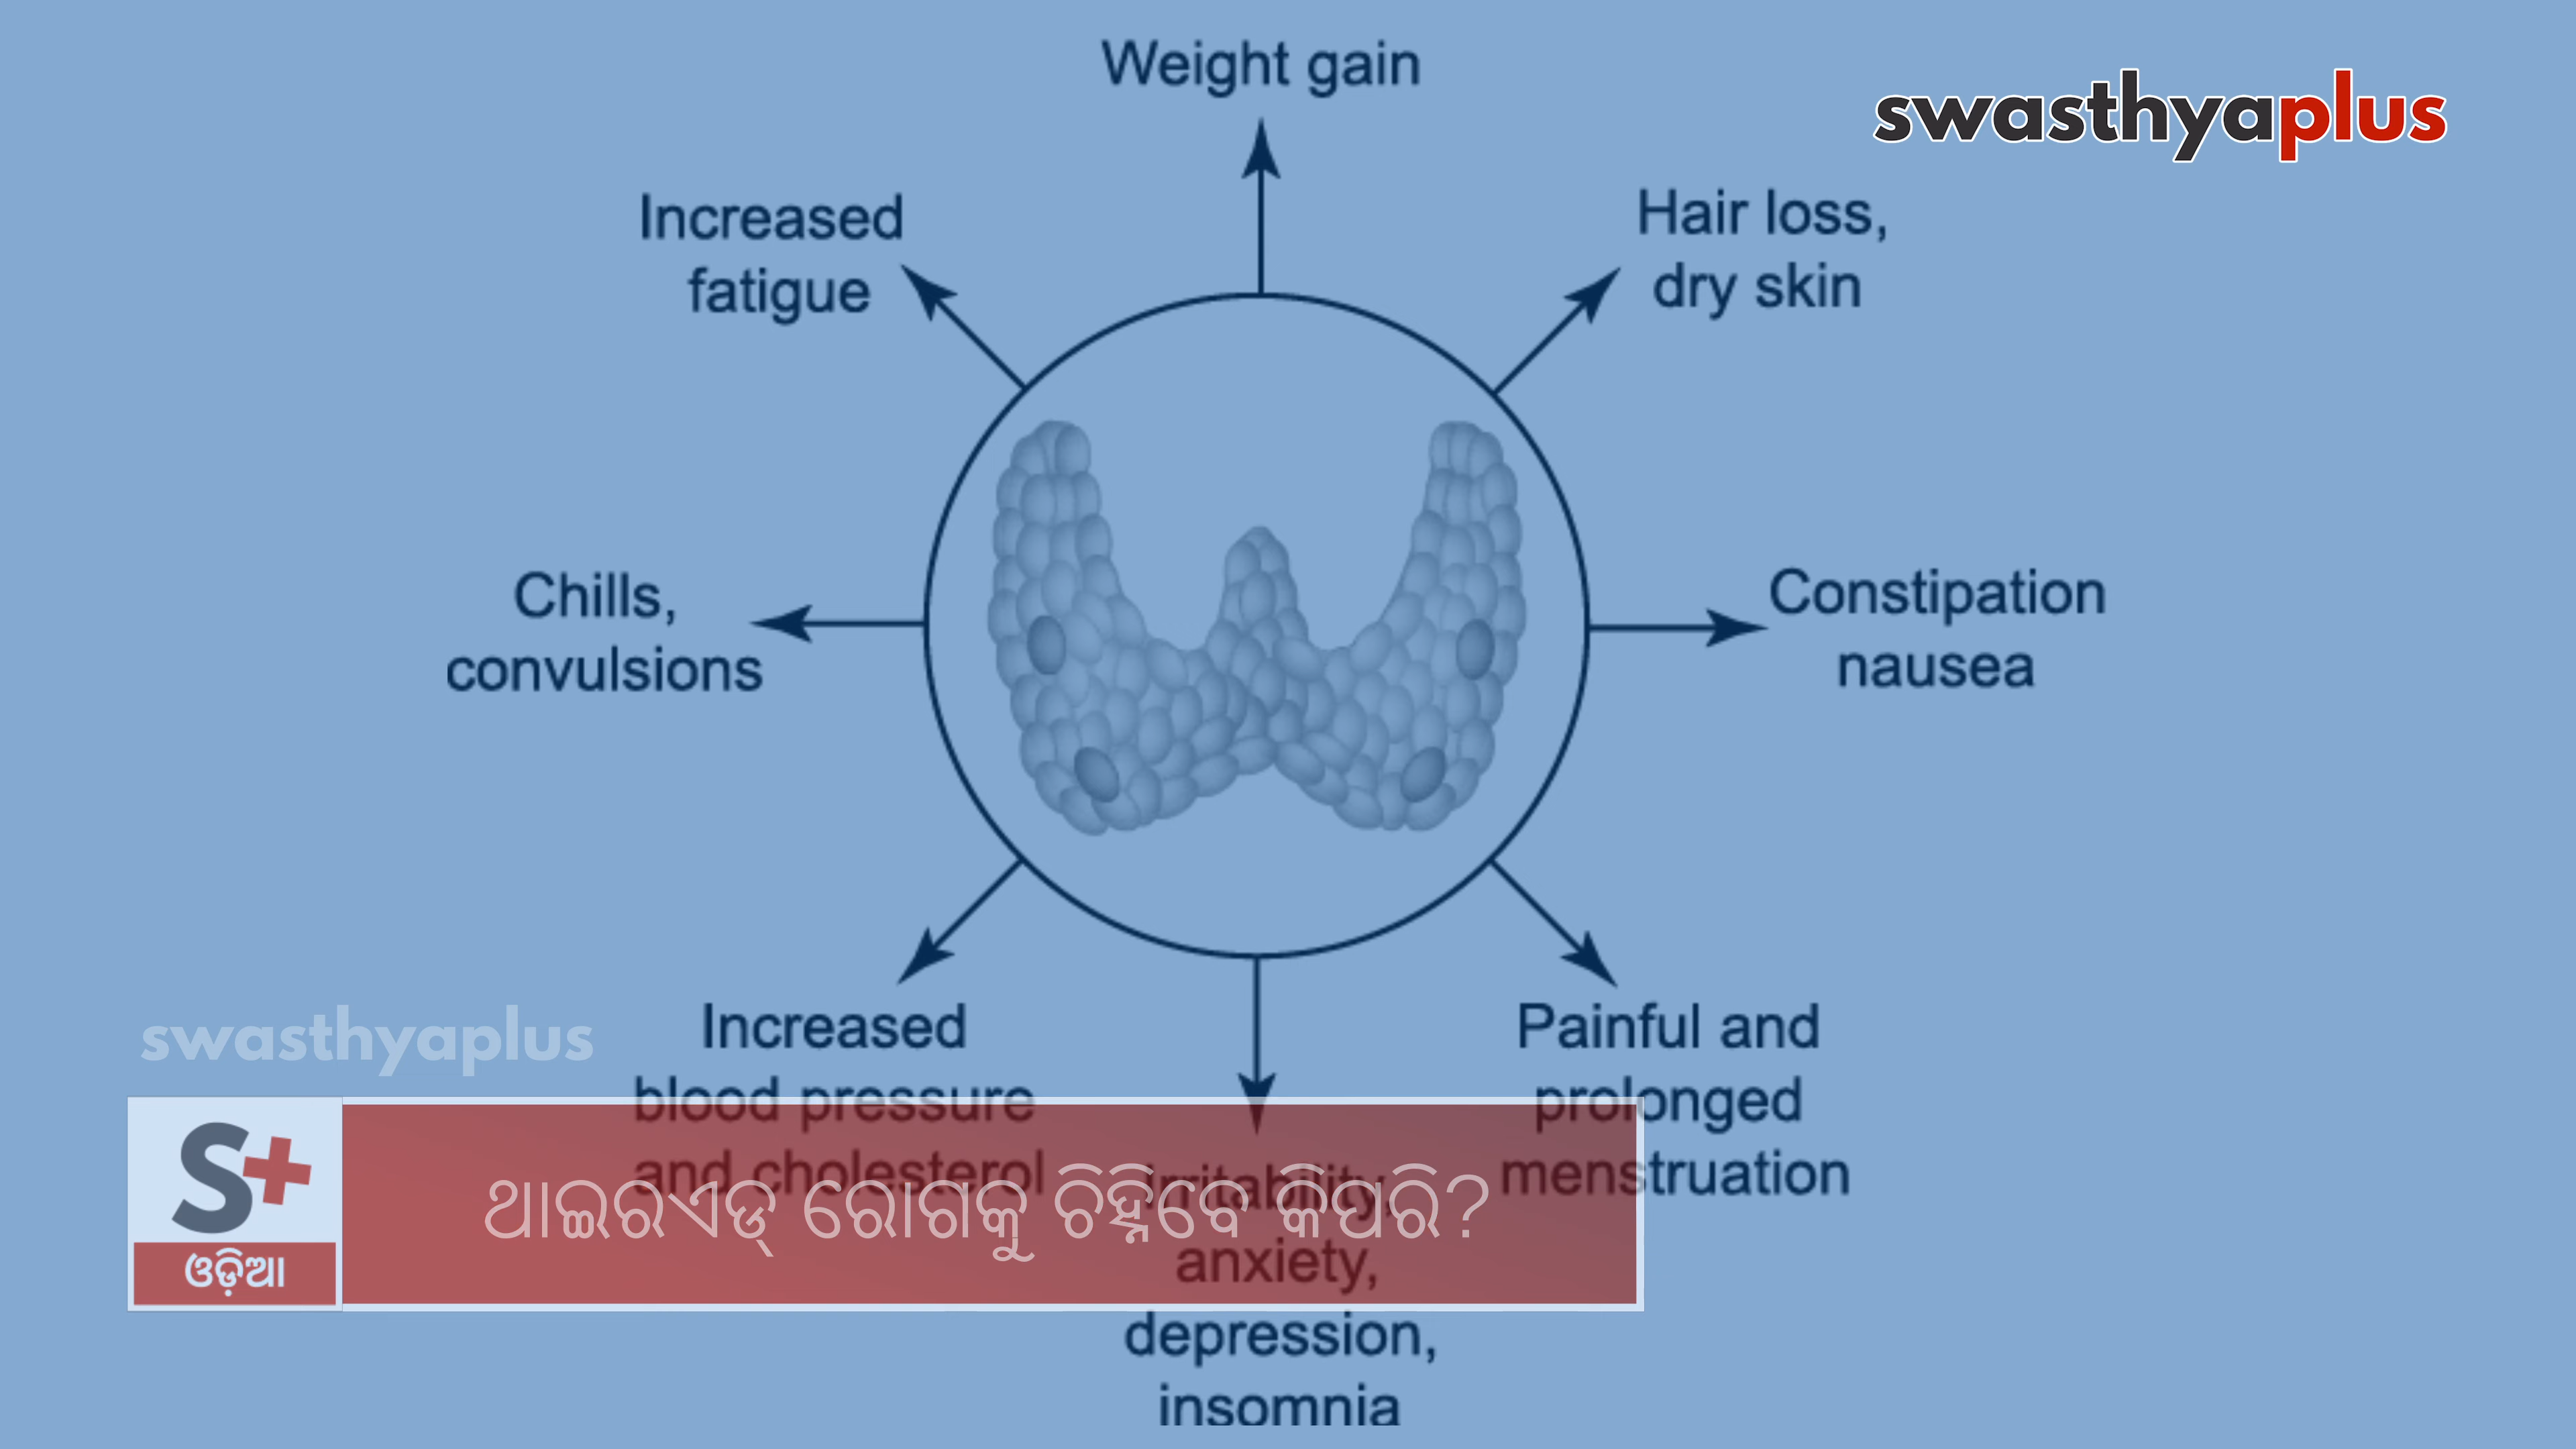 Weight gain
swasthyaplus
Increased
fatigue
Hair loss,
dry skin
Chills,
convulsions
Constipation
nausea
swasthyaplus
Increased
blood pressure
and cholesterol
Painful and
prolonged
menstruation
irritability,
anxiety,
depression,
insomnia
S+
ଓଡ଼ିଆ
ଥାଇରଏଡ୍ ରୋଗକୁ ଚିହ୍ନିବେ କିପରି?